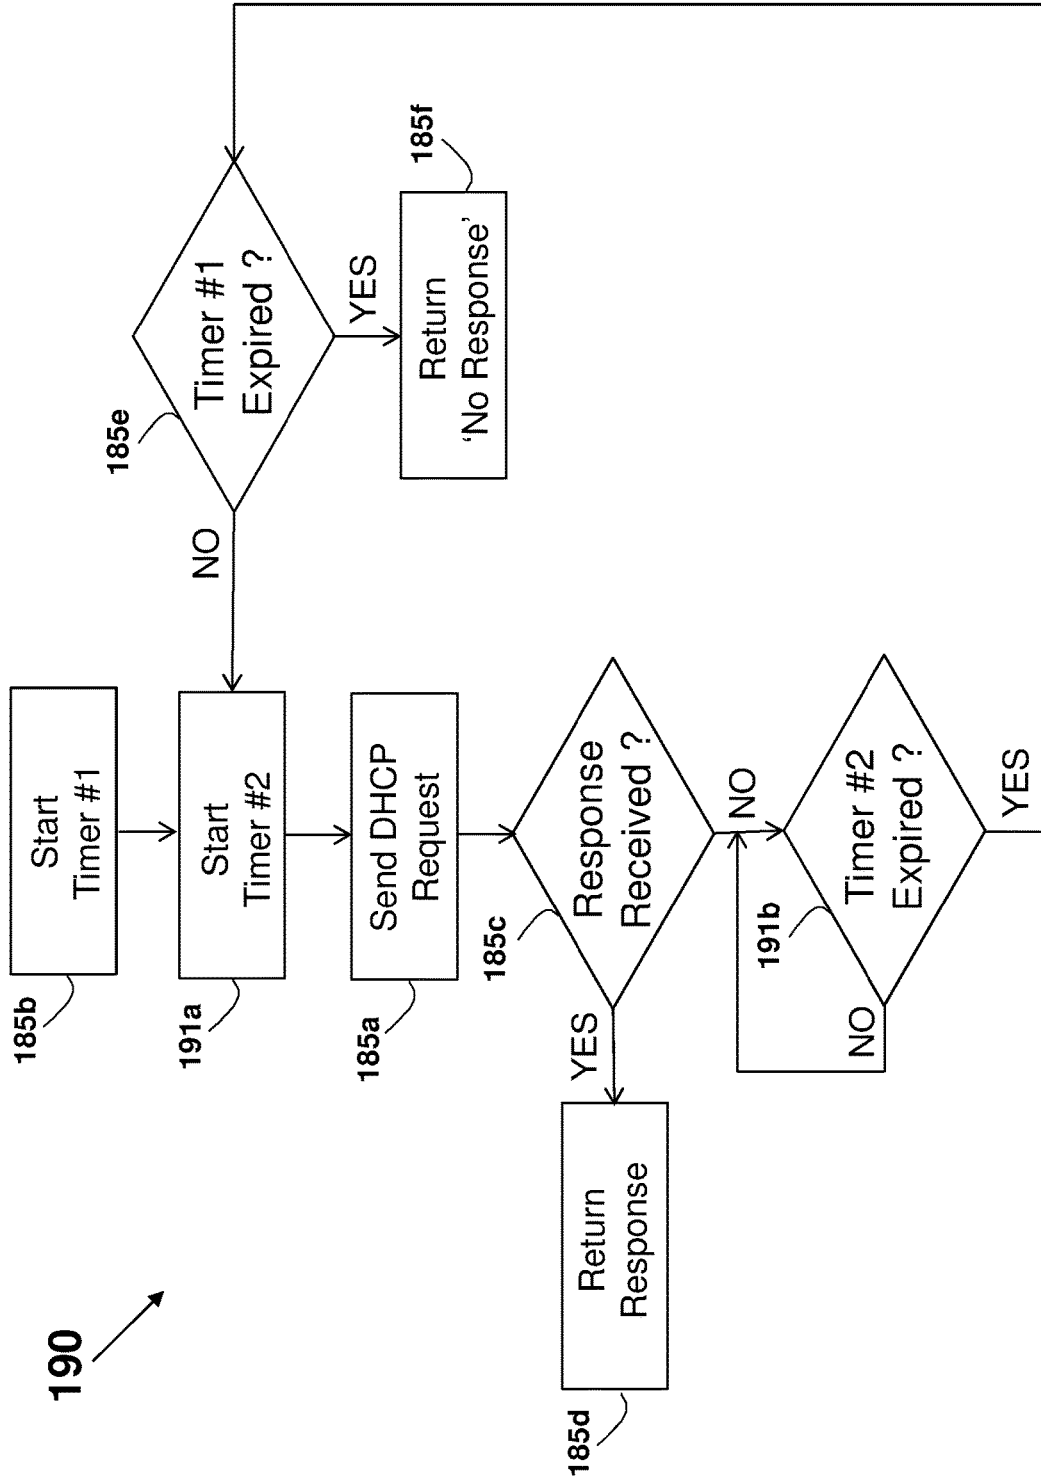 190
185b
Start
Timer #1
191a
Start
Timer #2
185a
Send DHCP
Request
185c
Response
Received ?
YES
185d
Return
Response
NO
191b
Timer #2
Expired ?
NO
YES
185e
Timer #1
Expired ?
NO
YES
185f
Return
‘No Response’